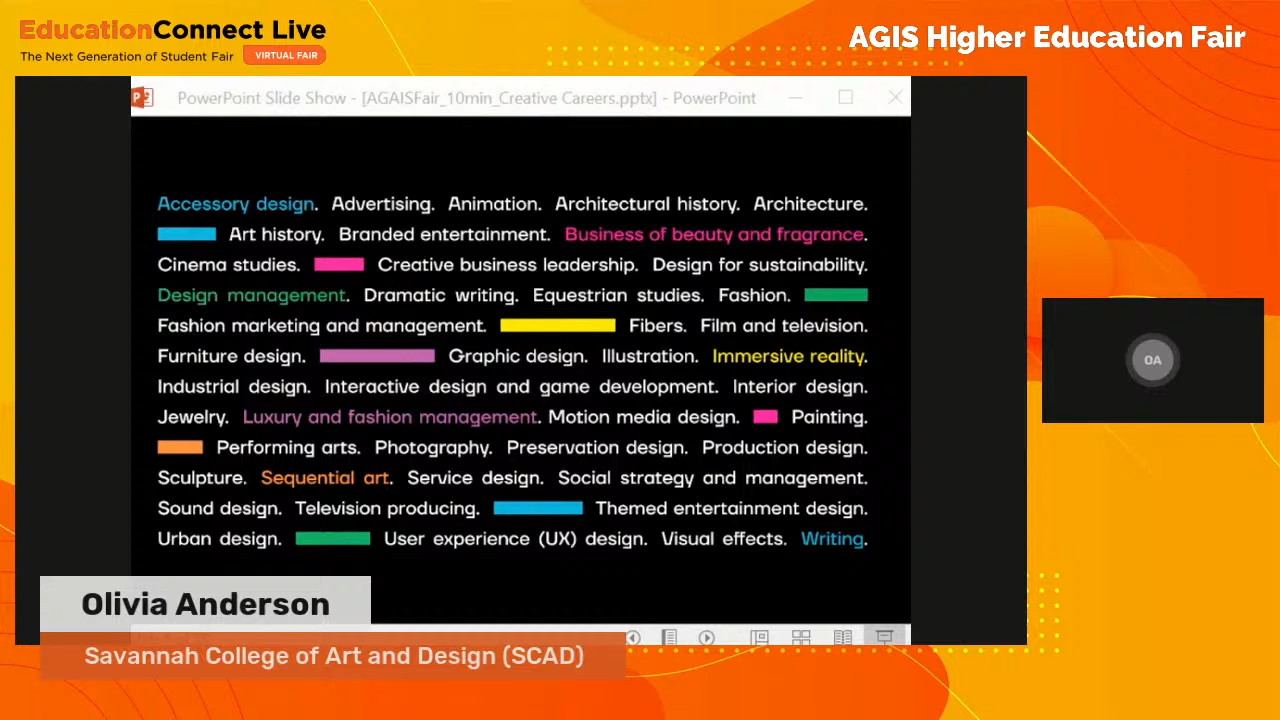 EducationConnect Live
The Next Generation of Student Fair VIRTUAL FAIR
AGIS Higher Education Fair
PowerPoint Slide Show - [AGAISFair_10min_Creative Careers.pptx] - PowerPoint
Accessory design. Advertising. Animation. Architectural history. Architecture.
Art history. Branded entertainment. Business of beauty and fragrance.
Cinema studies. Creative business leadership. Design for sustainability.
Design management. Dramatic writing. Equestrian studies. Fashion.
Fashion marketing and management. Fibers. Film and television.
Furniture design. Graphic design. Illustration. Immersive reality.
Industrial design. Interactive design and game development. Interior design.
Jewelry. Luxury and fashion management. Motion media design. Painting.
Performing arts. Photography. Preservation design. Production design.
Sculpture. Sequential art. Service design. Social strategy and management.
Sound design. Television producing. Themed entertainment design.
Urban design. User experience (UX) design. Visual effects. Writing.
OA
Olivia Anderson
Savannah College of Art and Design (SCAD)